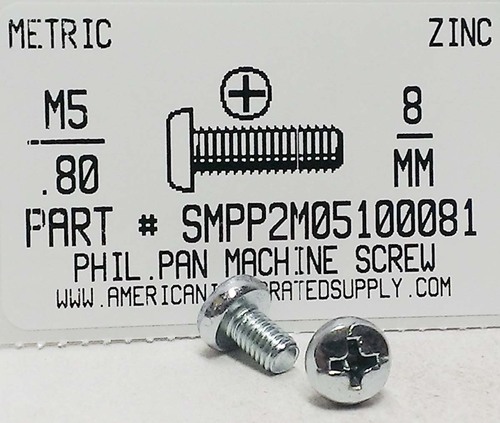 METRIC ZINC
M5 8
.80 MM
PART # SMPP2M05100081
PHIL.PAN MACHINE SCREW